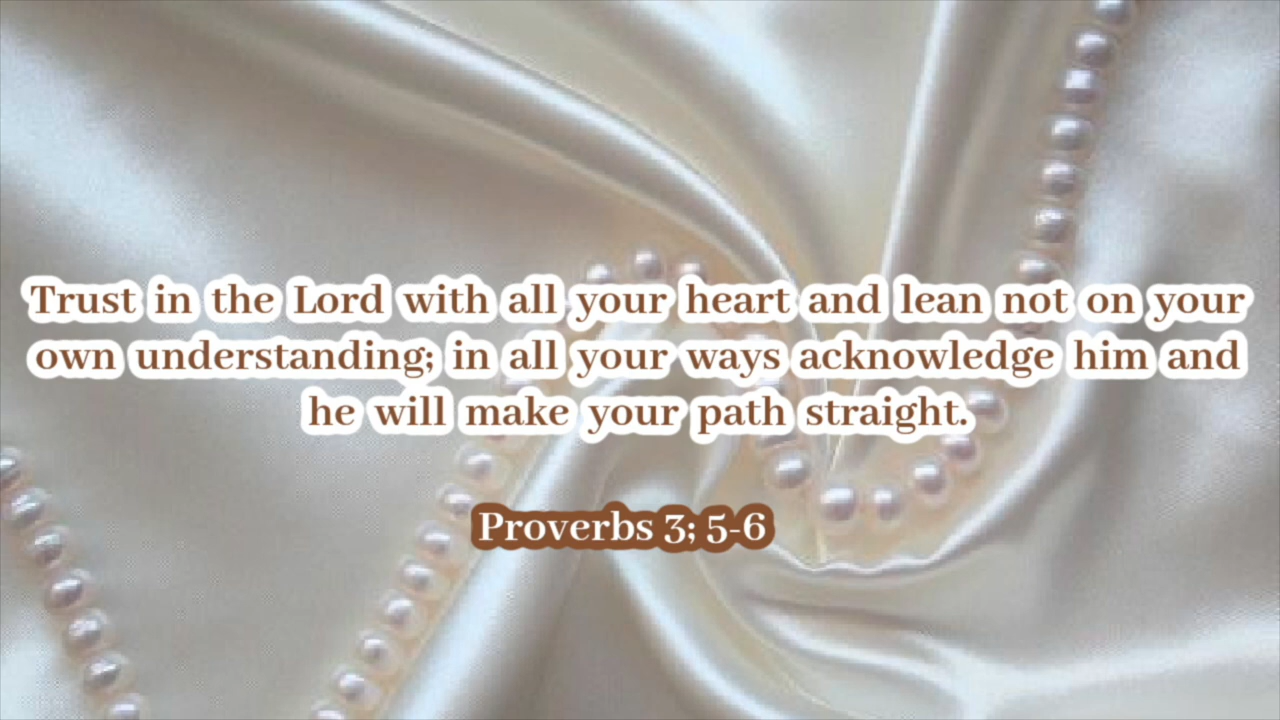 Trust in the Lord with all your heart and lean not on your
own understanding; in all your ways acknowledge him and
he will make your path straight.
Proverbs 3; 5-6